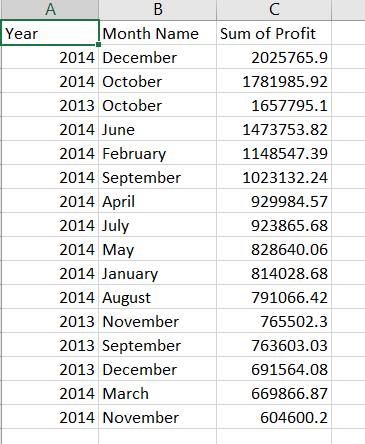 A B C
Year Month Name Sum of Profit
2014 December 2025765.9
2014 October 1781985.92
2013 October 1657795.1
2014 June 1473753.82
2014 February 1148547.39
2014 September 1023132.24
2014 April 929984.57
2014 July 923865.68
2014 May 828640.06
2014 January 814028.68
2014 August 791066.42
2013 November 765502.3
2013 September 763603.03
2013 December 691564.08
2014 March 669866.87
2014 November 604600.2